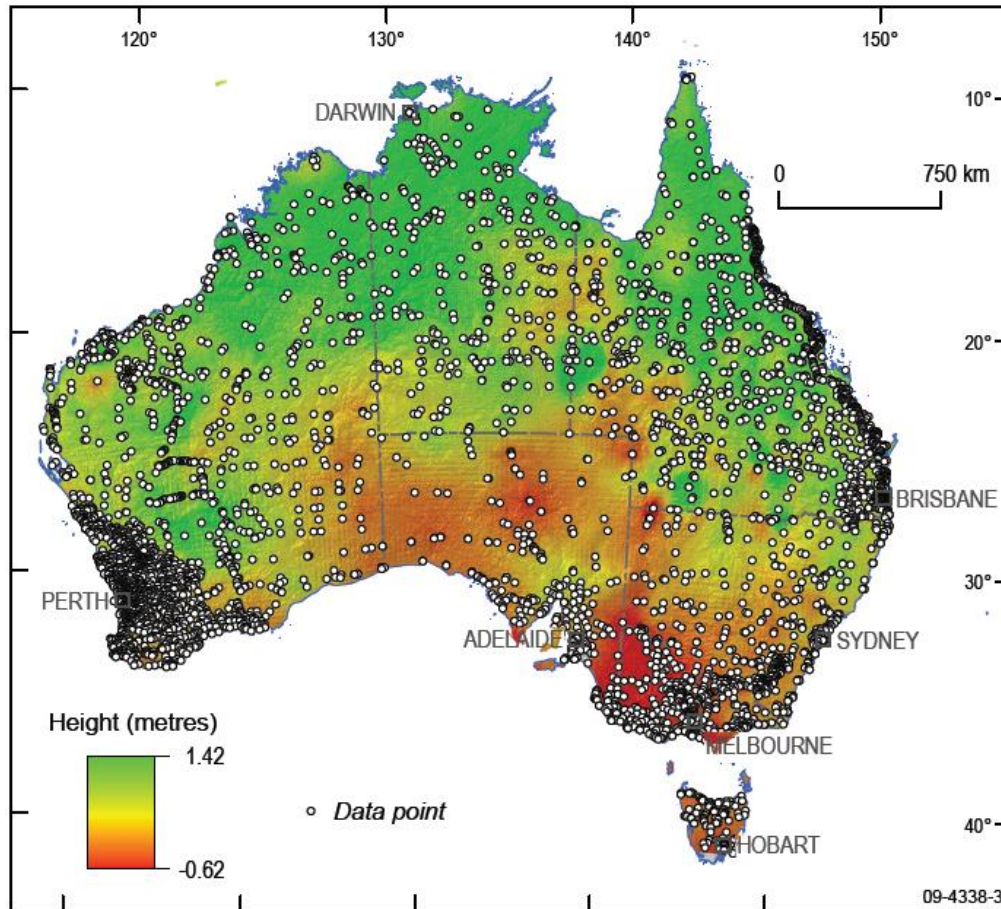 120°
130°
140°
150°
DARWIN
10°
0
750 km
20°
BRISBANE
30°
PERTH
ADELAIDE
SYDNEY
Height (metres)
MELBOURNE
1.42
Data point
-0.62
40°
HOBART
09-4338-3